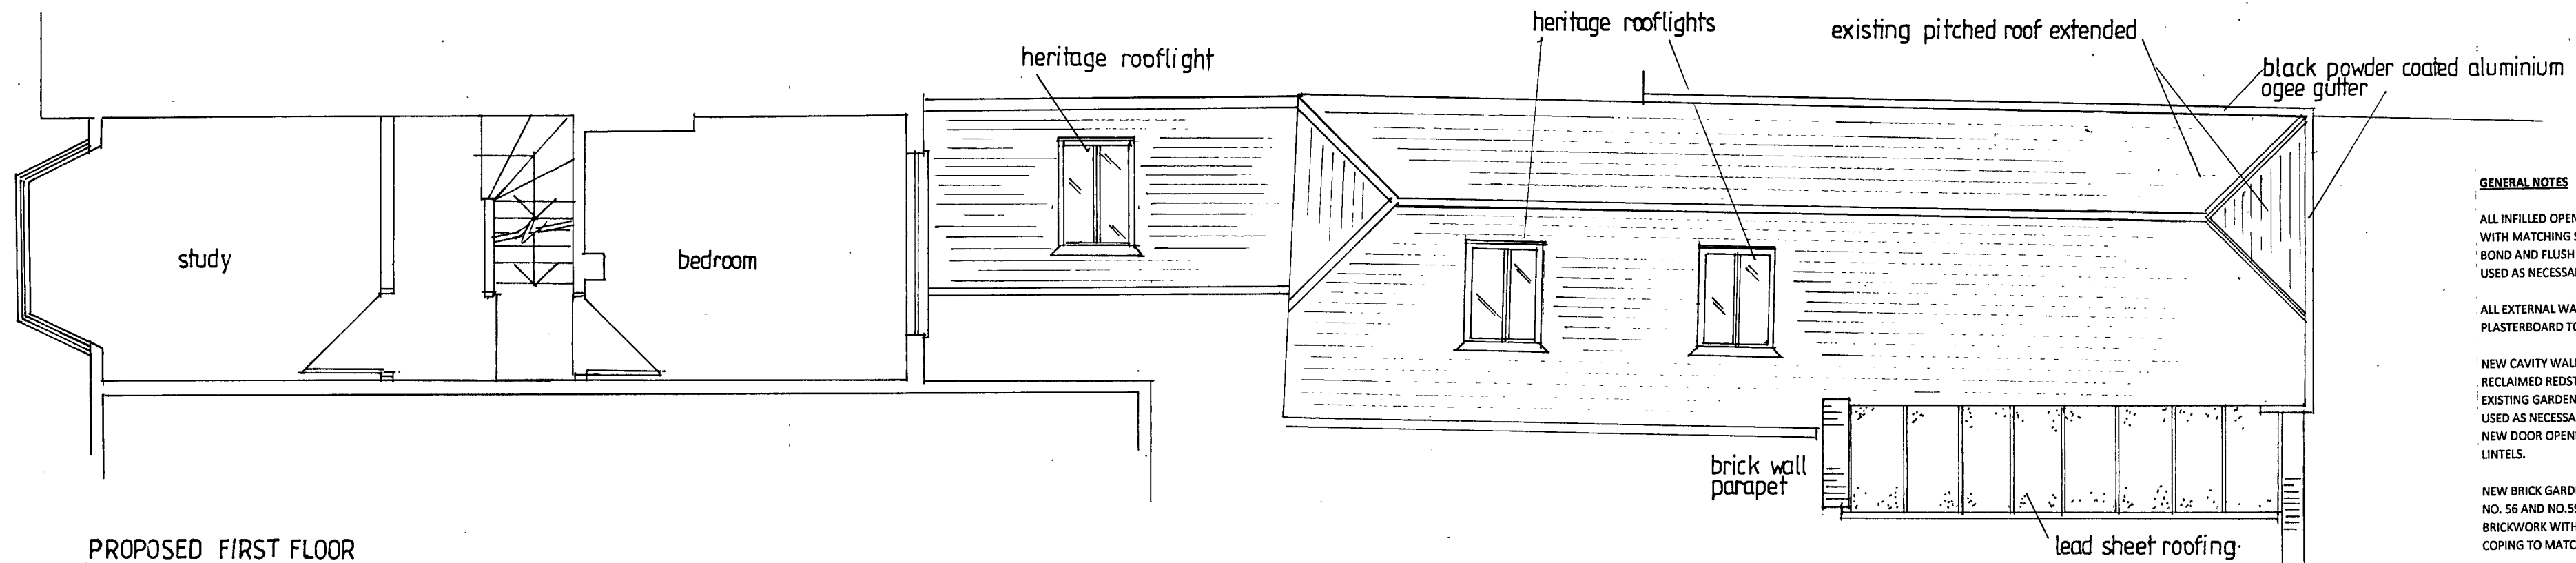 heritage rooflight
heritage rooflights
existing pitched roof extended
black powder coated aluminium
ogee gutter
study
bedroom
brick wall
parapet
lead sheet roofing
PROPOSED FIRST FLOOR
GENERAL NOTES
ALL INFILLED OPEN
WITH MATCHING S
BOND AND FLUSH
USED AS NECESSA
ALL EXTERNAL WA
PLASTERBOARD TO
NEW CAVITY WAL
RECLAIMED REDST
EXISTING GARDEN
USED AS NECESSA
NEW DOOR OPEN
LINTELS.
NEW BRICK GARD
NO. 56 AND NO.5
BRICKWORK WITH
COPING TO MATC